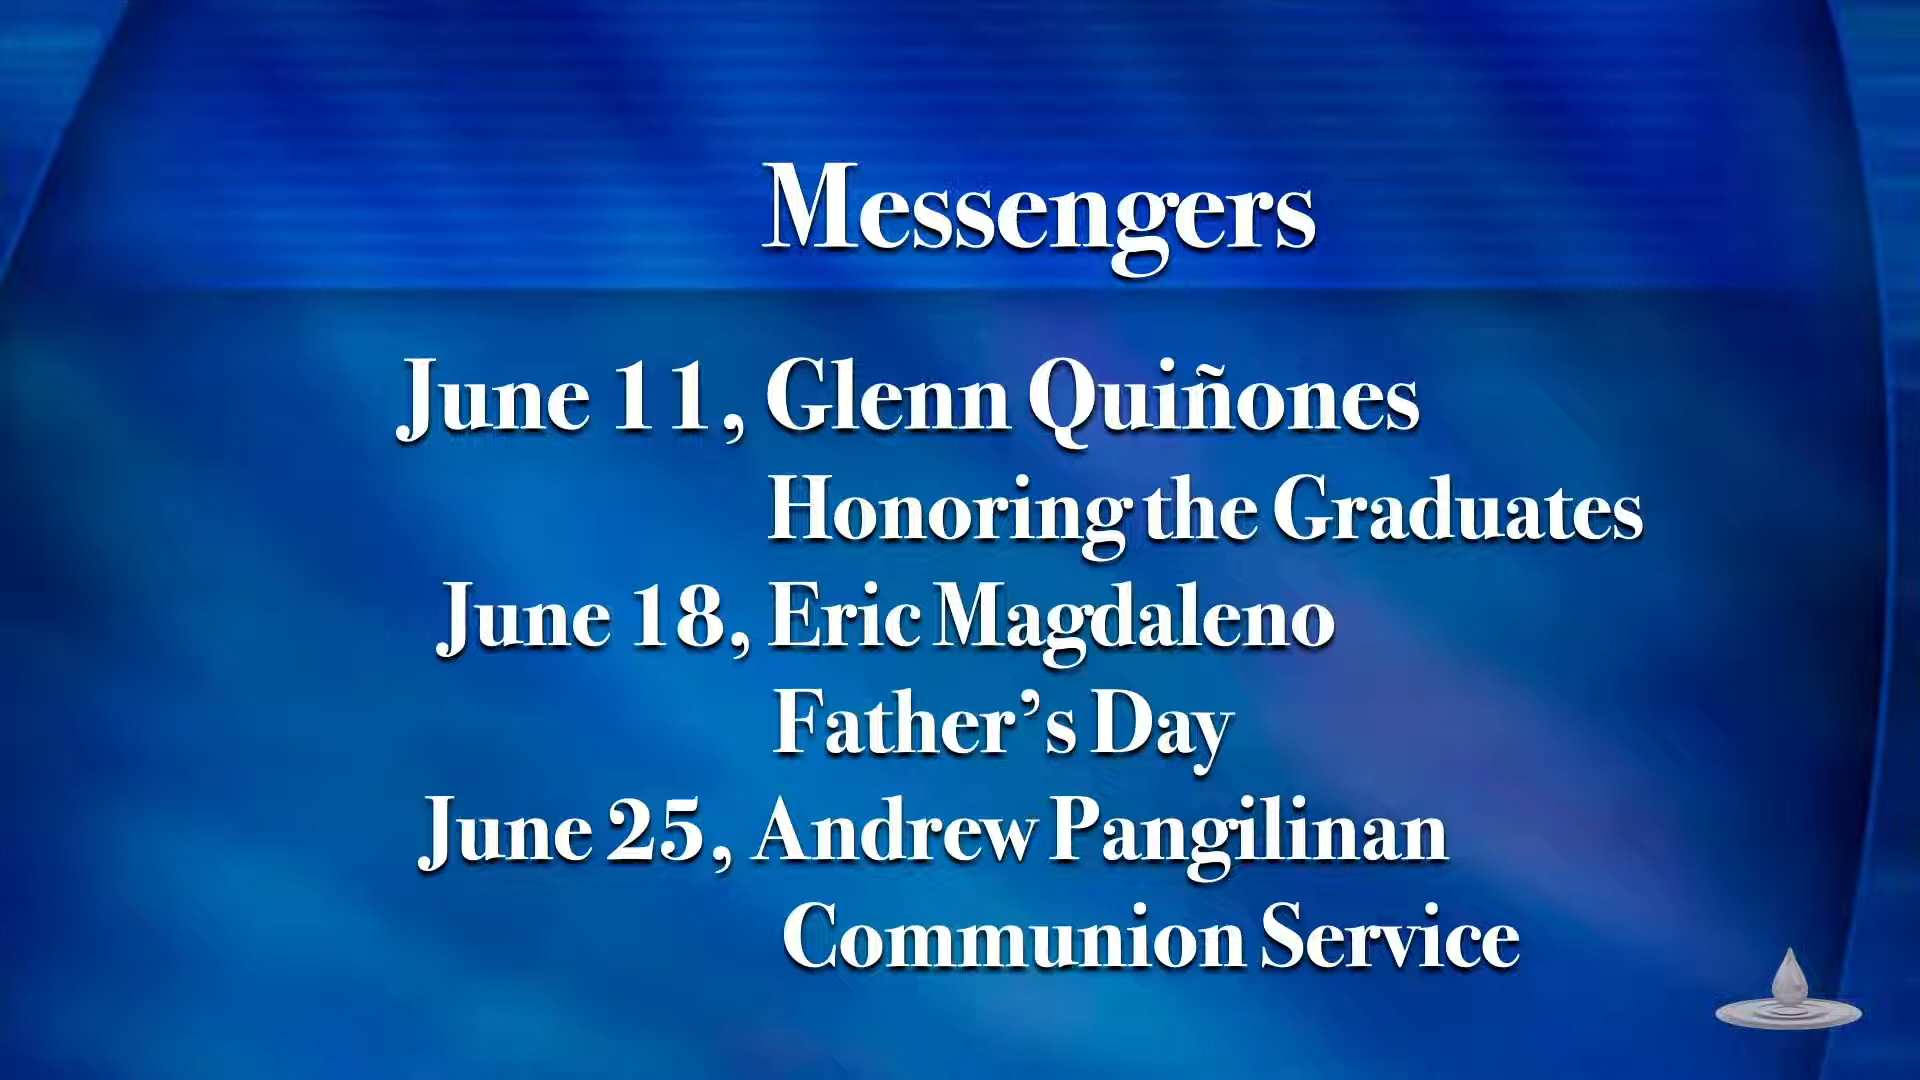 Messengers
June 11, Glenn Quiñones
Honoring the Graduates
June 18, Eric Magdaleno
Father’s Day
June 25, Andrew Pangilinan
Communion Service